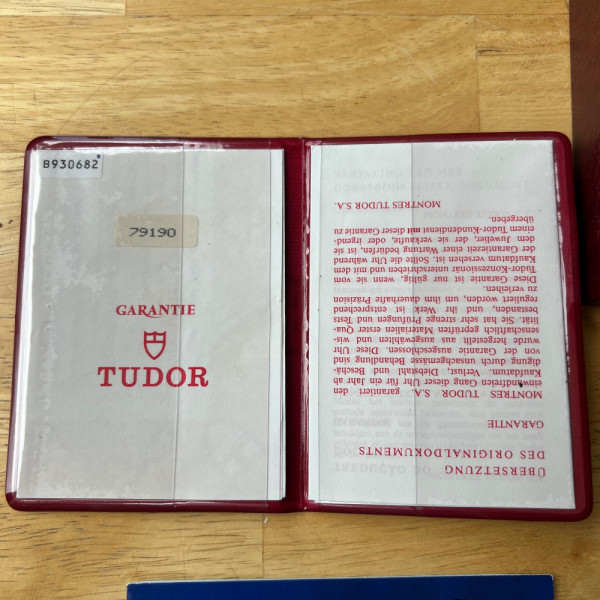 B930682
79190
GARANTIE
TUDOR
ÜBERSETZUNG
DES ORIGINALDOKUMENTS
GARANTIE
MONTRES TUDOR S.A. garantiert den
einwandfreien Gang dieser Uhr für ein Jahr ab
Kaufdatum. Verlust, Diebstahl und Beschä-
digung durch unsachgemässe Behandlung sind
von der Garantie ausgeschlossen. Diese Uhr
wurde hergestellt aus ausgewählten und wis-
senschaftlich geprüften Materialien erster Qua-
lität. Sie hat sehr strenge Prüfungen und Tests
bestanden, und ihr Werk ist entsprechend
reguliert worden, um ihm dauerhafte Präzision
zu verleihen.
Diese Garantie ist nur gültig, wenn sie vom
Tudor-Konzessionär unterschrieben und mit dem
Kaufdatum versehen ist. Sollte die Uhr während
der Garantiezeit einer Wartung bedürfen, ist sie
dem Juwelier, der sie verkaufte, oder irgend-
einem Tudor-Kundendienst mit dieser Garantie zu
übergeben.
MONTRES TUDOR S.A.